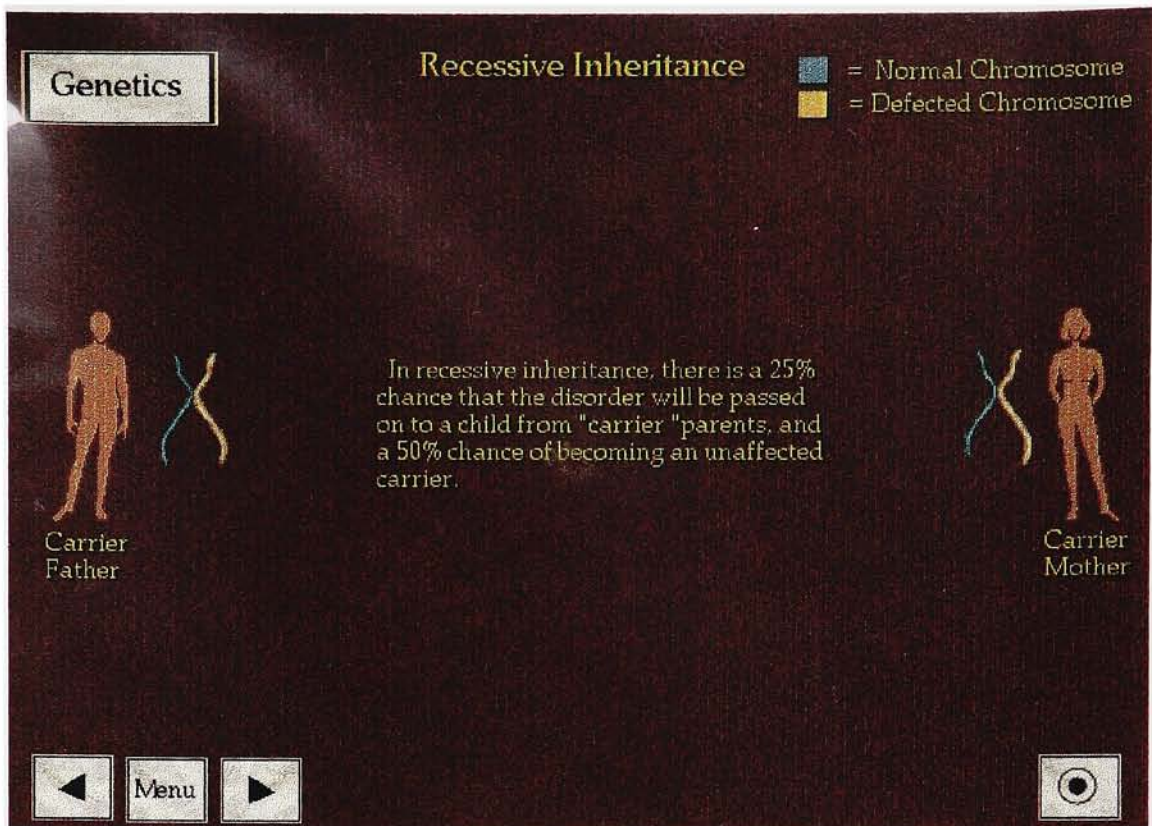 Genetics
Recessive Inheritance
= Normal Chromosome
= Defected Chromosome
In recessive inheritance, there is a 25%
chance that the disorder will be passed
on to a child from "carrier "parents, and
a 50% chance of becoming an unaffected
carrier.
Carrier
Father
Carrier
Mother
Menu